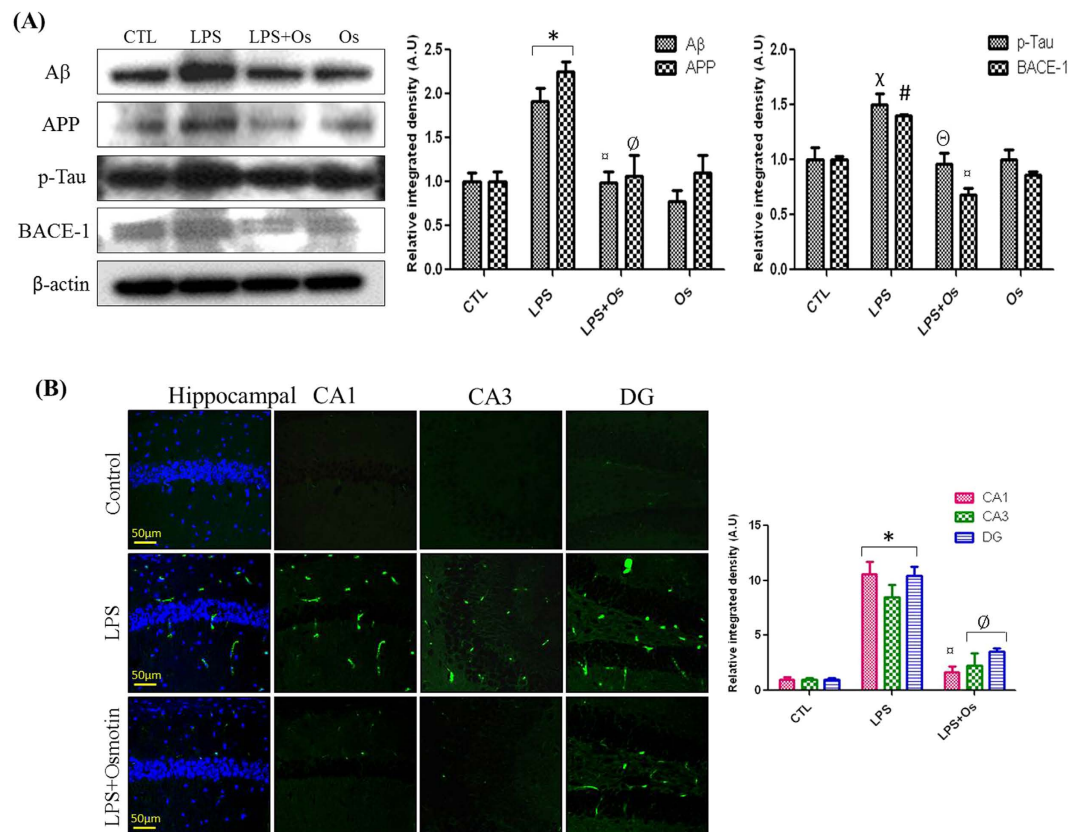 (A)
CTL LPS LPS+Os Os
Aβ
APP
p-Tau
BACE-1
β-actin
Relative integrated density (A.U)
2.5
2.0
1.5
1.0
0.5
0.0
*
¤
Ø
Aβ
APP
CTL LPS LPS+Os Os
Relative integrated density (A.U)
2.0
1.5
1.0
0.5
0.0
χ
#
Θ
¤
p-Tau
BACE-1
CTL LPS LPS+Os Os
(B)
Hippocampal CA1 CA3 DG
Control
50µm
LPS
50µm
LPS+Osmotin
50µm
Relative integrated density (A.U)
15
10
5
0
*
¤
Ø
CA1
CA3
DG
CTL LPS LPS+Os